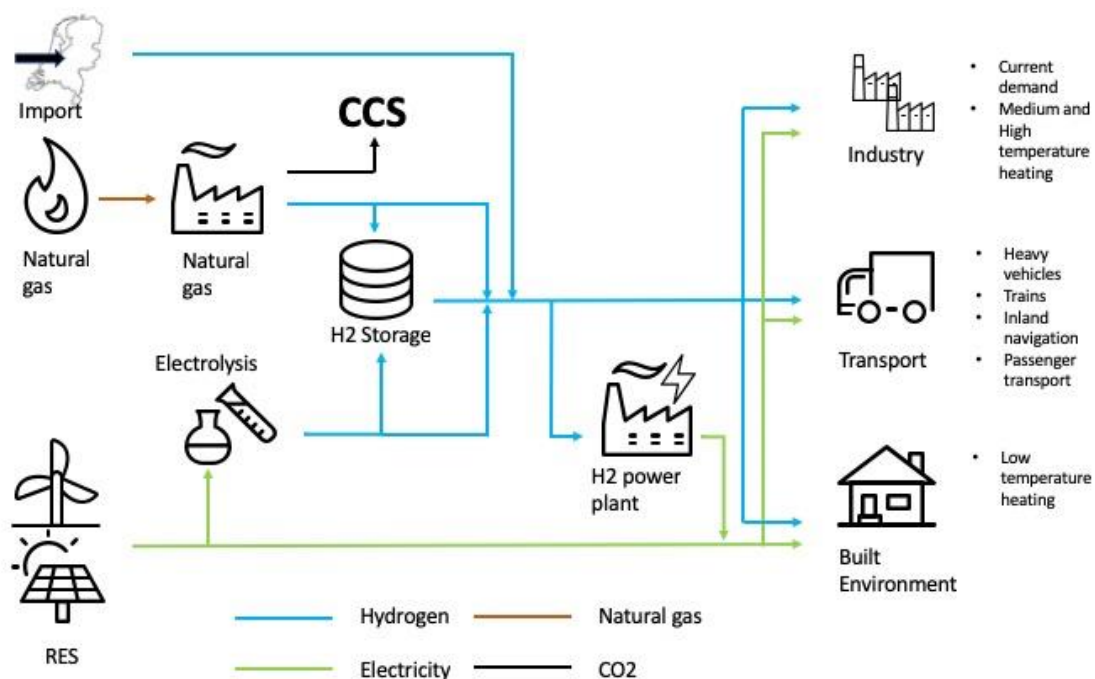 Import
CCS
Natural
gas
Natural
gas
H2 Storage
Electrolysis
RES
H2 power
plant
Industry
• Current
demand
• Medium and
High
temperature
heating
Transport
• Heavy
vehicles
• Trains
• Inland
navigation
• Passenger
transport
Built
Environment
• Low
temperature
heating
Hydrogen
Natural gas
Electricity
CO2